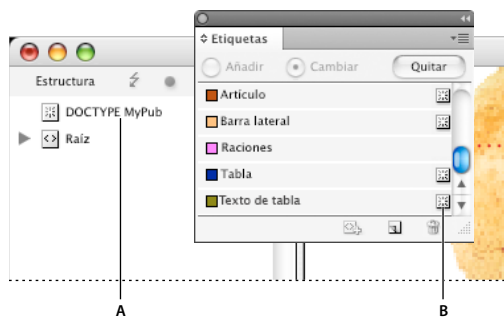 Etiquetas
Añadir Cambiar Quitar
Estructura
DOCTYPE MyPub
Raíz
Artículo
Barra lateral
Raciones
Tabla
Texto de tabla
A B